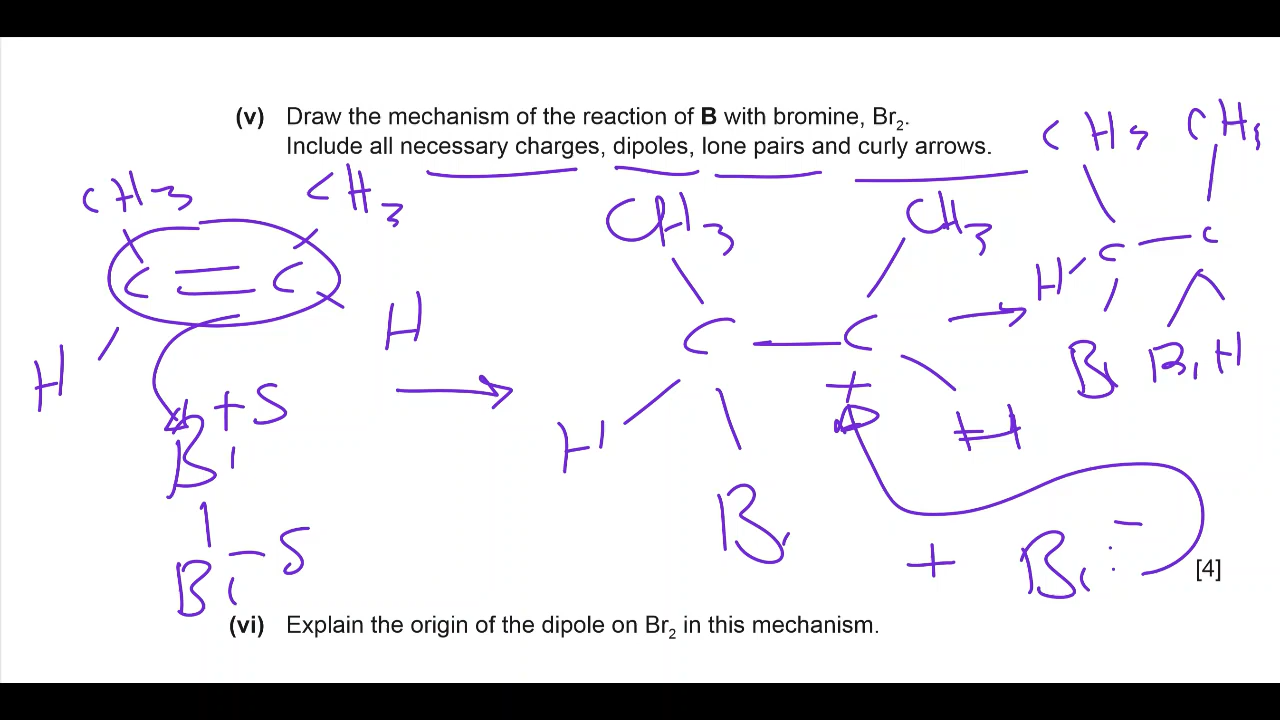 (v) Draw the mechanism of the reaction of B with bromine, Br2.
Include all necessary charges, dipoles, lone pairs and curly arrows.
CH3 CH3 CH3 CH3 CH3 CH3
C = C C C C C
H H H H H H
Br +S Br Br
Br -S Br + Br : -
[4]
(vi) Explain the origin of the dipole on Br2 in this mechanism.